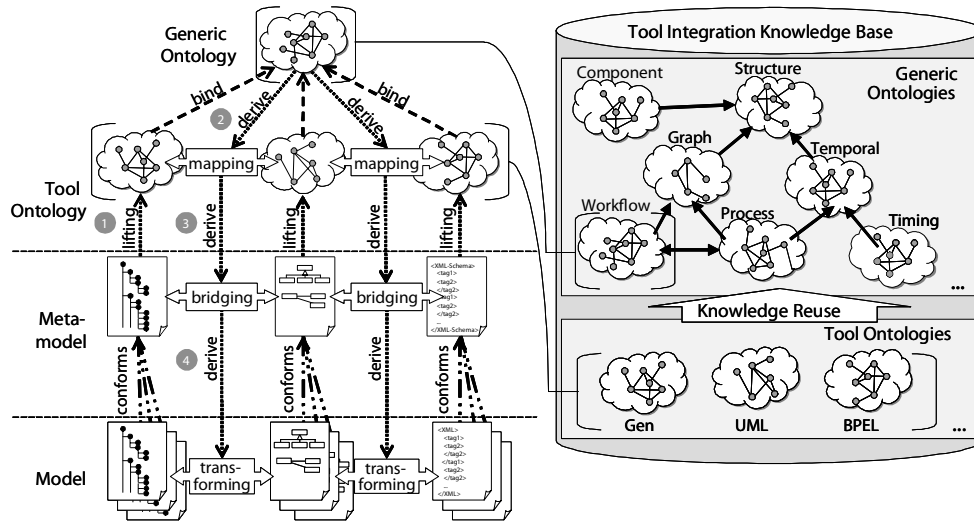 Generic
Ontology
bind
2
derive
derive
bind
mapping
mapping
Tool
Ontology
1
lifting
3
derive
lifting
derive
lifting
bridging
bridging
<XML-Schema>
<tag1>
<tag2>
</tag2>
</tag1>
<tag2>
</tag2>
...
</XML-Schema>
Meta-
model
conforms
4
derive
conforms
derive
conforms
Model
trans-
forming
trans-
forming
<XML>
<tag1>
<tag2>
</tag2>
</tag1>
<tag2>
</tag2>
...
</XML>
Tool Integration Knowledge Base
Generic
Ontologies
Component
Structure
Graph
Temporal
Workflow
Process
Timing
...
Knowledge Reuse
Tool Ontologies
Gen
UML
BPEL
...